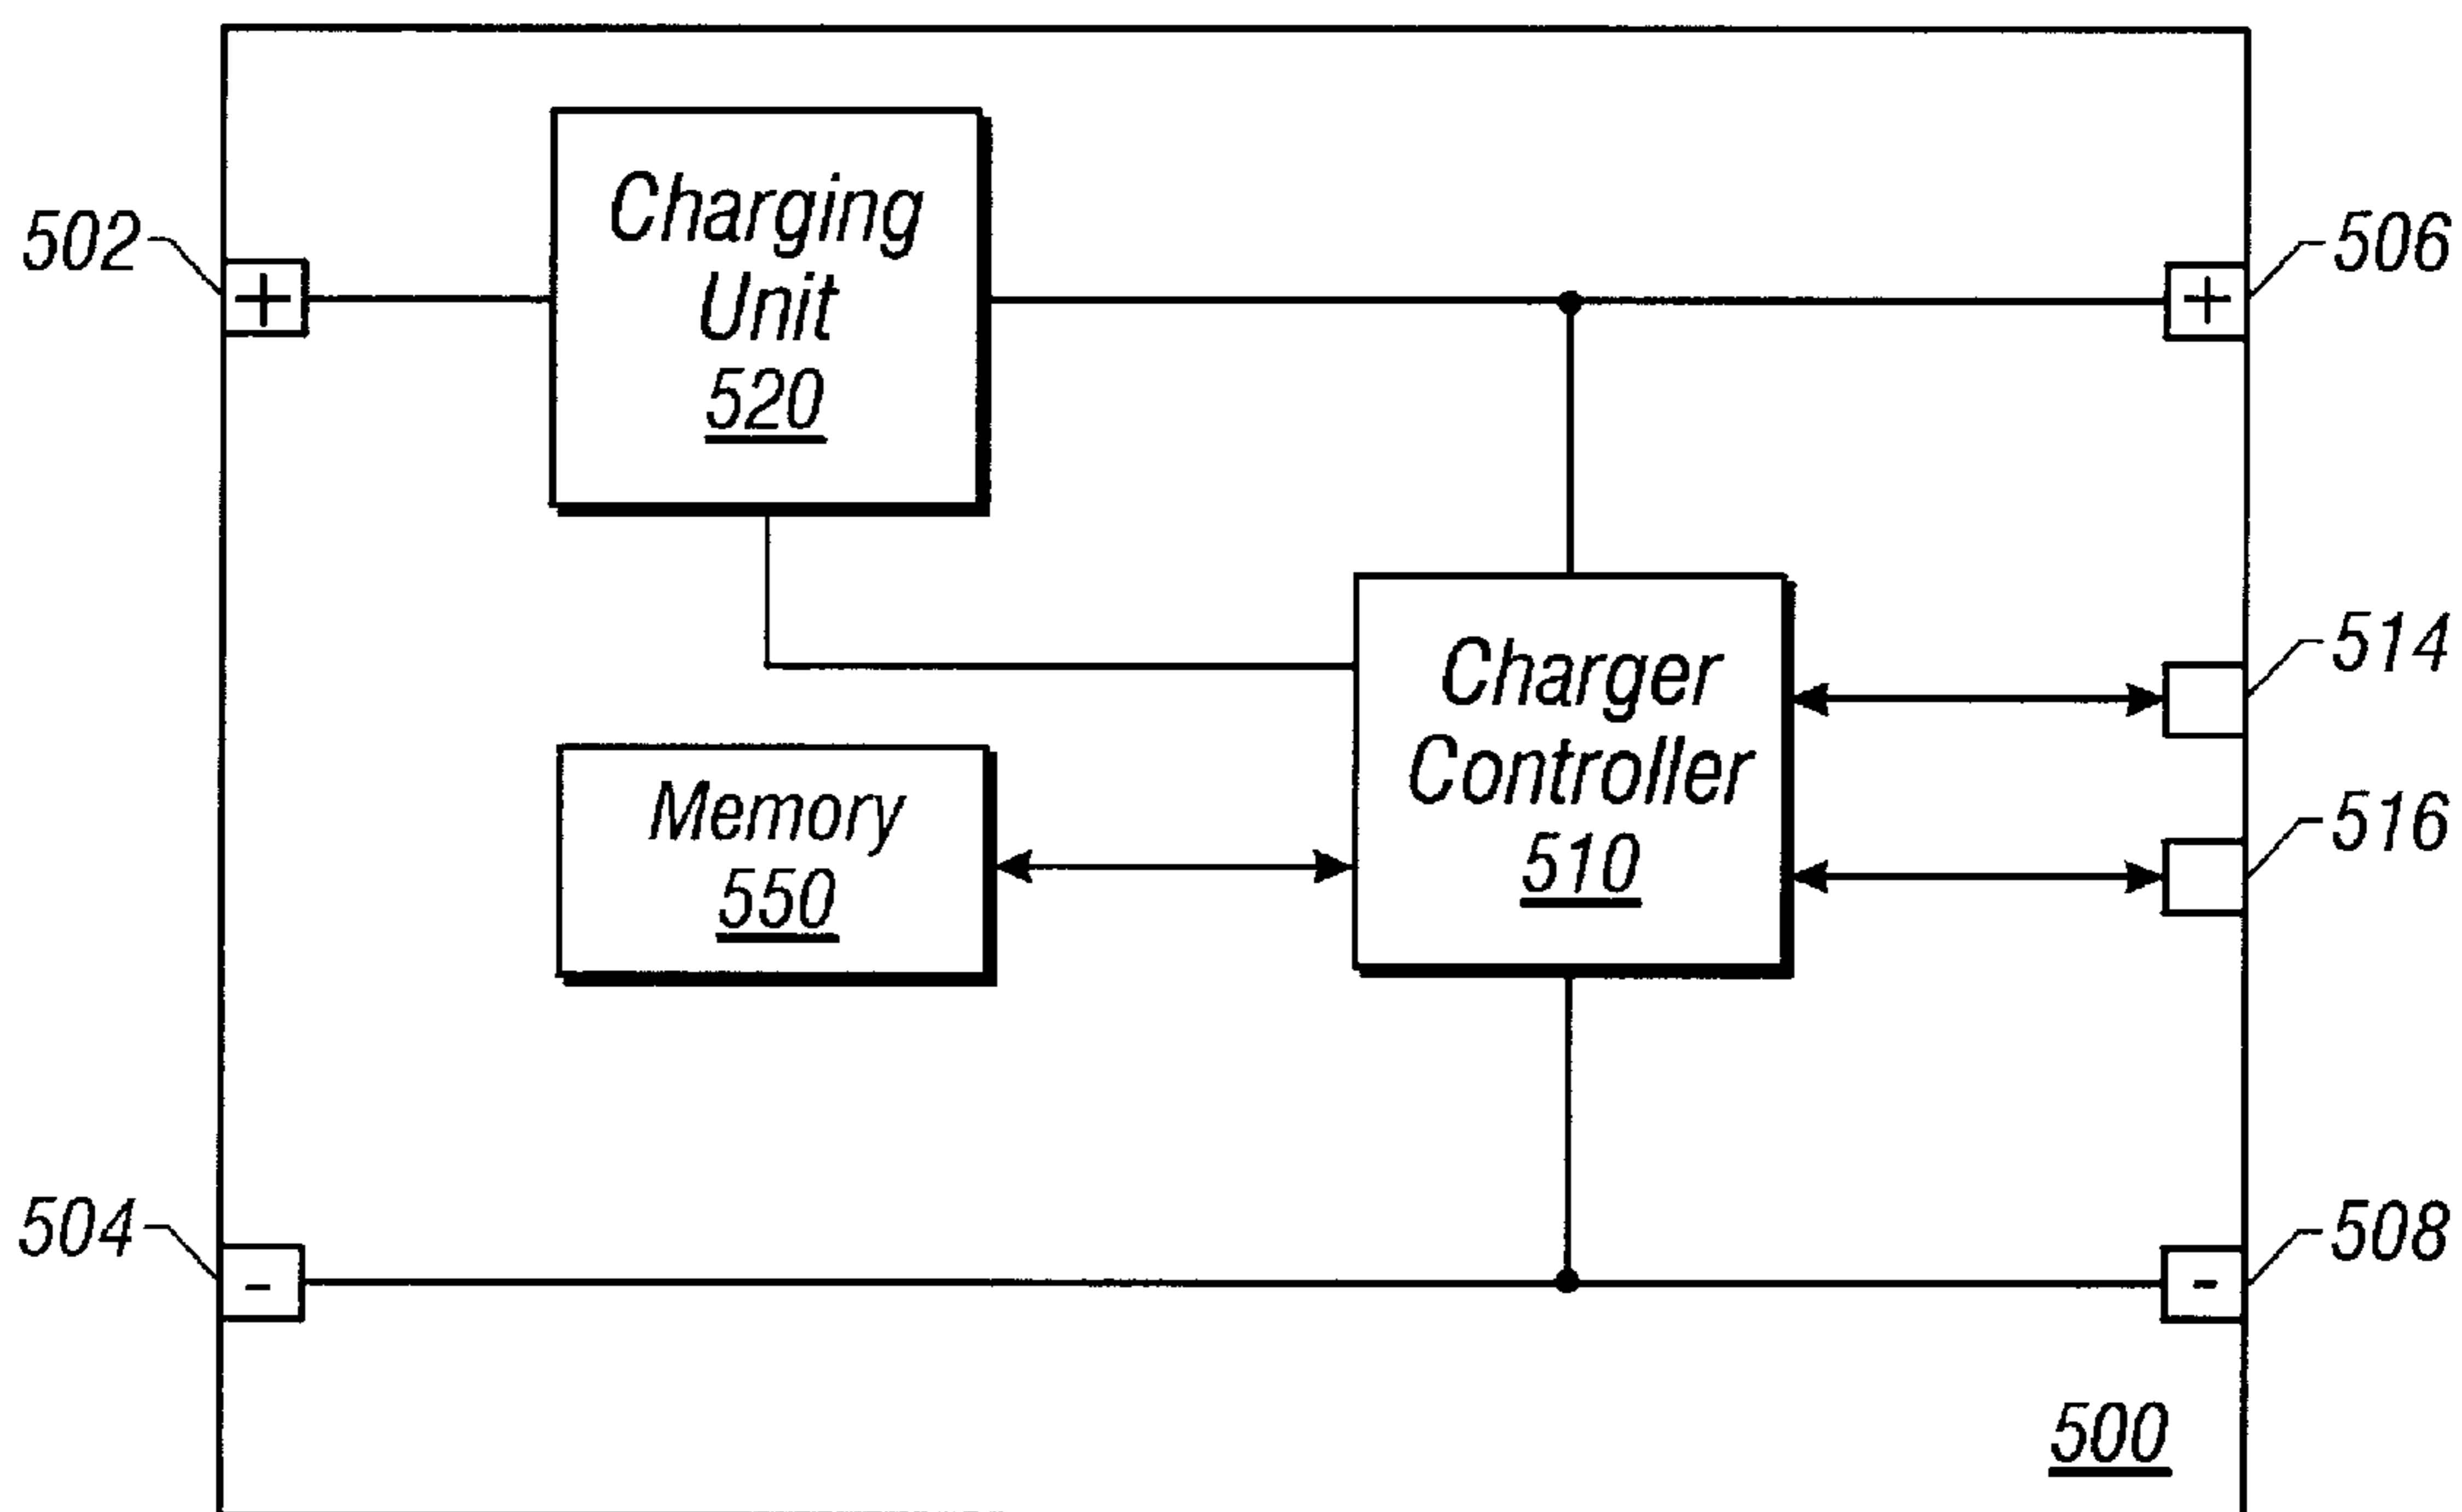 Charging
Unit
520
502
+
+
506
Charger
Controller
510
514
Memory
550
516
504
-
-
508
500